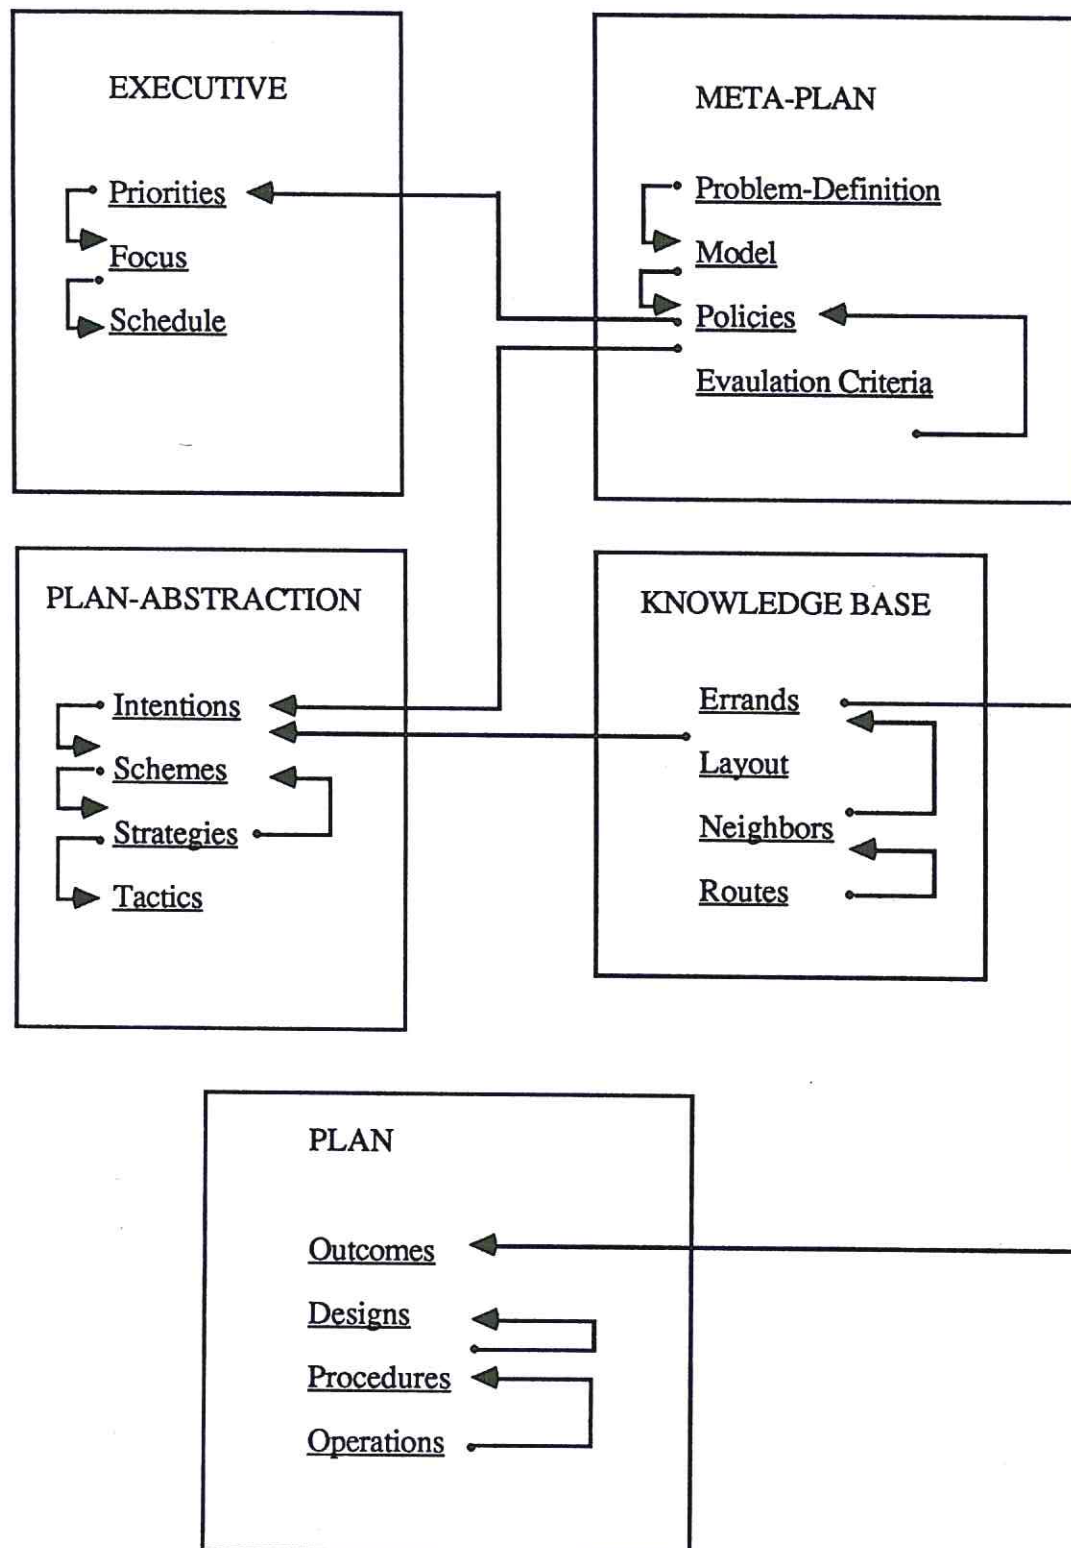 EXECUTIVE
Priorities
Focus
Schedule
META-PLAN
Problem-Definition
Model
Policies
Evaulation Criteria
PLAN-ABSTRACTION
Intentions
Schemes
Strategies
Tactics
KNOWLEDGE BASE
Errands
Layout
Neighbors
Routes
PLAN
Outcomes
Designs
Procedures
Operations